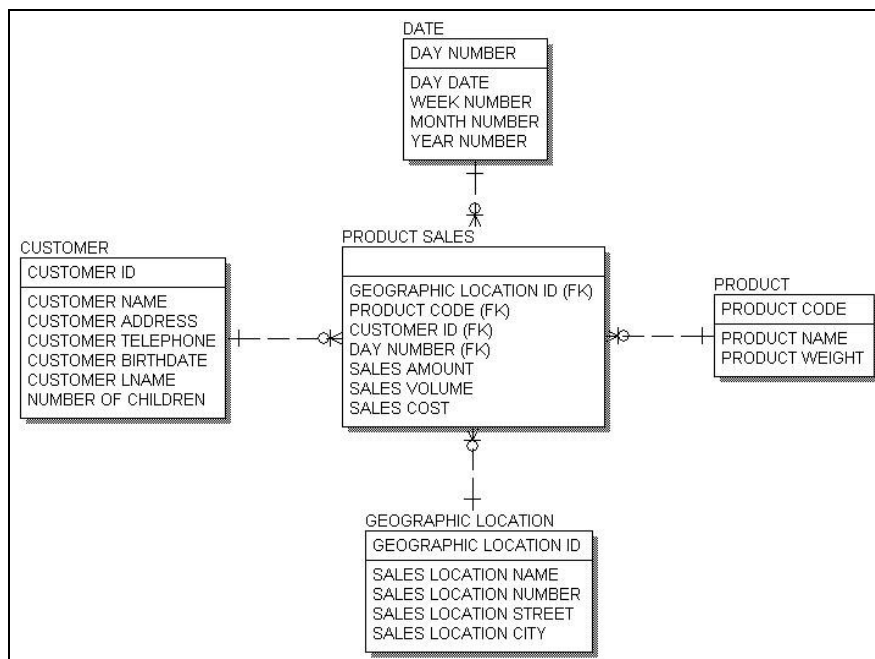 DATE
DAY NUMBER
DAY DATE
WEEK NUMBER
MONTH NUMBER
YEAR NUMBER
CUSTOMER
CUSTOMER ID
CUSTOMER NAME
CUSTOMER ADDRESS
CUSTOMER TELEPHONE
CUSTOMER BIRTHDATE
CUSTOMER LNAME
NUMBER OF CHILDREN
PRODUCT SALES
GEOGRAPHIC LOCATION ID (FK)
PRODUCT CODE (FK)
CUSTOMER ID (FK)
DAY NUMBER (FK)
SALES AMOUNT
SALES VOLUME
SALES COST
PRODUCT
PRODUCT CODE
PRODUCT NAME
PRODUCT WEIGHT
GEOGRAPHIC LOCATION
GEOGRAPHIC LOCATION ID
SALES LOCATION NAME
SALES LOCATION NUMBER
SALES LOCATION STREET
SALES LOCATION CITY